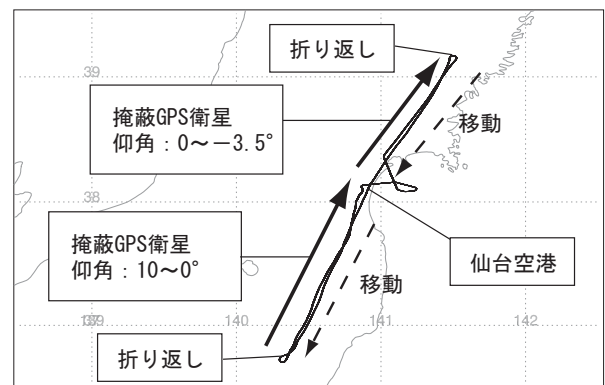 折り返し
39
掩蔽GPS衛星
仰角：0～−3.5°
移動
38
掩蔽GPS衛星
仰角：10～0°
仙台空港
移動
140
141
142
折り返し